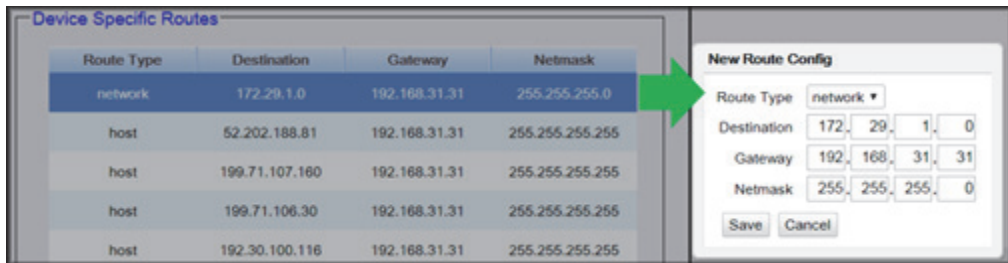 Device Specific Routes
Route Type Destination Gateway Netmask
network 172.29.1.0 192.168.31.31 255.255.255.0
host 52.202.188.81 192.168.31.31 255.255.255.255
host 199.71.107.160 192.168.31.31 255.255.255.255
host 199.71.106.30 192.168.31.31 255.255.255.255
host 192.30.100.116 192.168.31.31 255.255.255.255
New Route Config
Route Type network
Destination 172. 29. 1. 0
Gateway 192. 168. 31. 31
Netmask 255. 255. 255. 0
Save Cancel